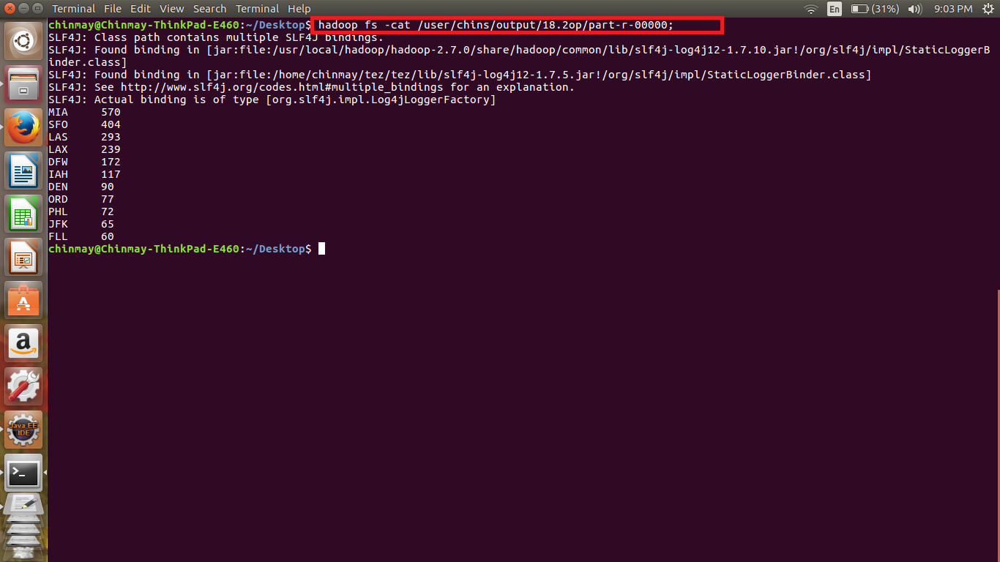 Terminal File Edit View Search Terminal Help En (31%) 9:03 PM
chinmay@Chinmay-ThinkPad-E460:~/Desktop$ hadoop fs -cat /user/chins/output/18.2op/part-r-00000;
SLF4J: Class path contains multiple SLF4J bindings.
SLF4J: Found binding in [jar:file:/usr/local/hadoop/hadoop-2.7.0/share/hadoop/common/lib/slf4j-log4j12-1.7.10.jar!/org/slf4j/impl/StaticLoggerB
inder.class]
SLF4J: Found binding in [jar:file:/home/chinmay/tez/tez/lib/slf4j-log4j12-1.7.5.jar!/org/slf4j/impl/StaticLoggerBinder.class]
SLF4J: See http://www.slf4j.org/codes.html#multiple_bindings for an explanation.
SLF4J: Actual binding is of type [org.slf4j.impl.Log4jLoggerFactory]
MIA 570
SFO 404
LAS 293
LAX 239
DFW 172
IAH 117
DEN 90
ORD 77
PHL 72
JFK 65
FLL 60
chinmay@Chinmay-ThinkPad-E460:~/Desktop$
a
Java EE
IDE
>_